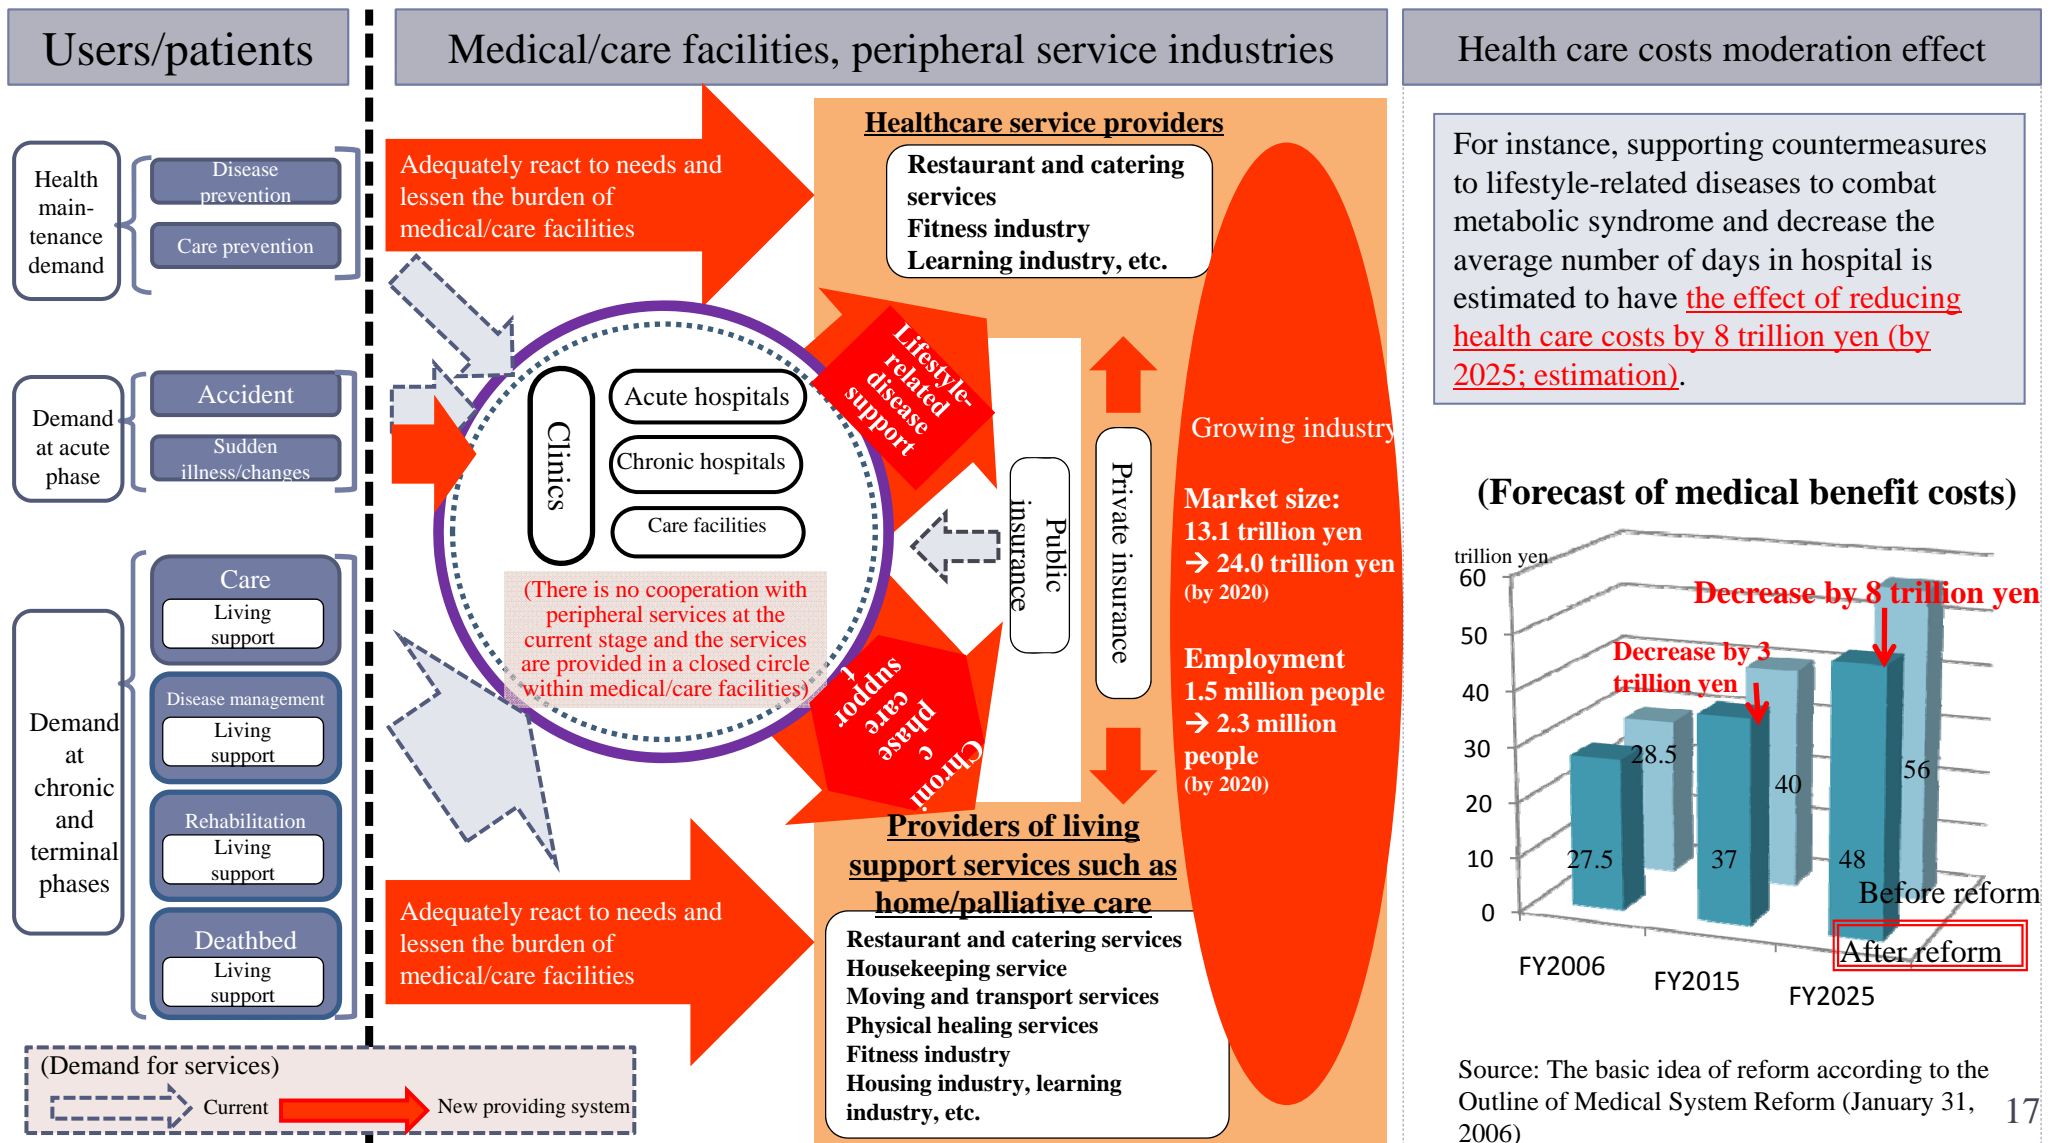 Users/patients
Medical/care facilities, peripheral service industries
Health care costs moderation effect
Health
main-
tenance
demand
Disease
prevention
Care prevention
Demand
at acute
phase
Accident
Sudden
illness/changes
Demand
at
chronic
and
terminal
phases
Care
Living
support
Disease management
Living
support
Rehabilitation
Living
support
Deathbed
Living
support
(Demand for services)
Current
New providing system
Adequately react to needs and
lessen the burden of
medical/care facilities
Clinics
Acute hospitals
Chronic hospitals
Care facilities
(There is no cooperation with
peripheral services at the
current stage and the services
are provided in a closed circle
within medical/care facilities)
Lifestyle-
related
disease
support
Chroni
c
phase
care
suppor
t
Adequately react to needs and
lessen the burden of
medical/care facilities
Healthcare service providers
Restaurant and catering
services
Fitness industry
Learning industry, etc.
Public
insurance
Private insurance
Providers of living
support services such as
home/palliative care
Restaurant and catering services
Housekeeping service
Moving and transport services
Physical healing services
Fitness industry
Housing industry, learning
industry, etc.
Growing industry
Market size:
13.1 trillion yen
→ 24.0 trillion yen
(by 2020)
Employment
1.5 million people
→ 2.3 million
people
(by 2020)
For instance, supporting countermeasures
to lifestyle-related diseases to combat
metabolic syndrome and decrease the
average number of days in hospital is
estimated to have the effect of reducing
health care costs by 8 trillion yen (by
2025; estimation).
(Forecast of medical benefit costs)
trillion yen
60
50
40
30
20
10
0
Decrease by 8 trillion yen
Decrease by 3
trillion yen
28.5
40
56
27.5
37
48
Before reform
After reform
FY2006
FY2015
FY2025
Source: The basic idea of reform according to the
Outline of Medical System Reform (January 31,
2006)
17